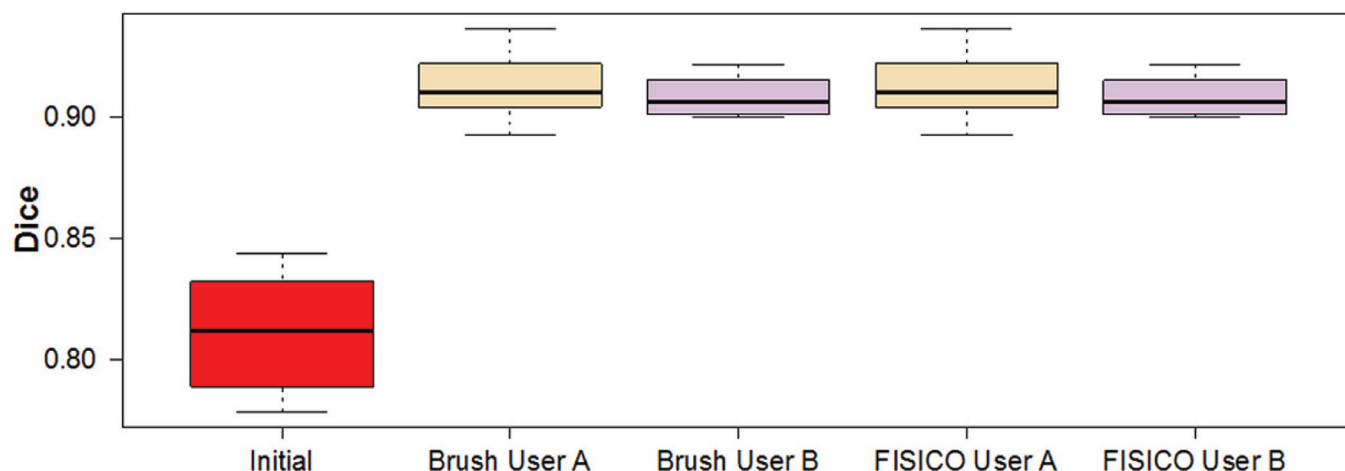 Dice
0.90
0.85
0.80
Initial
Brush User A
Brush User B
FISICO User A
FISICO User B